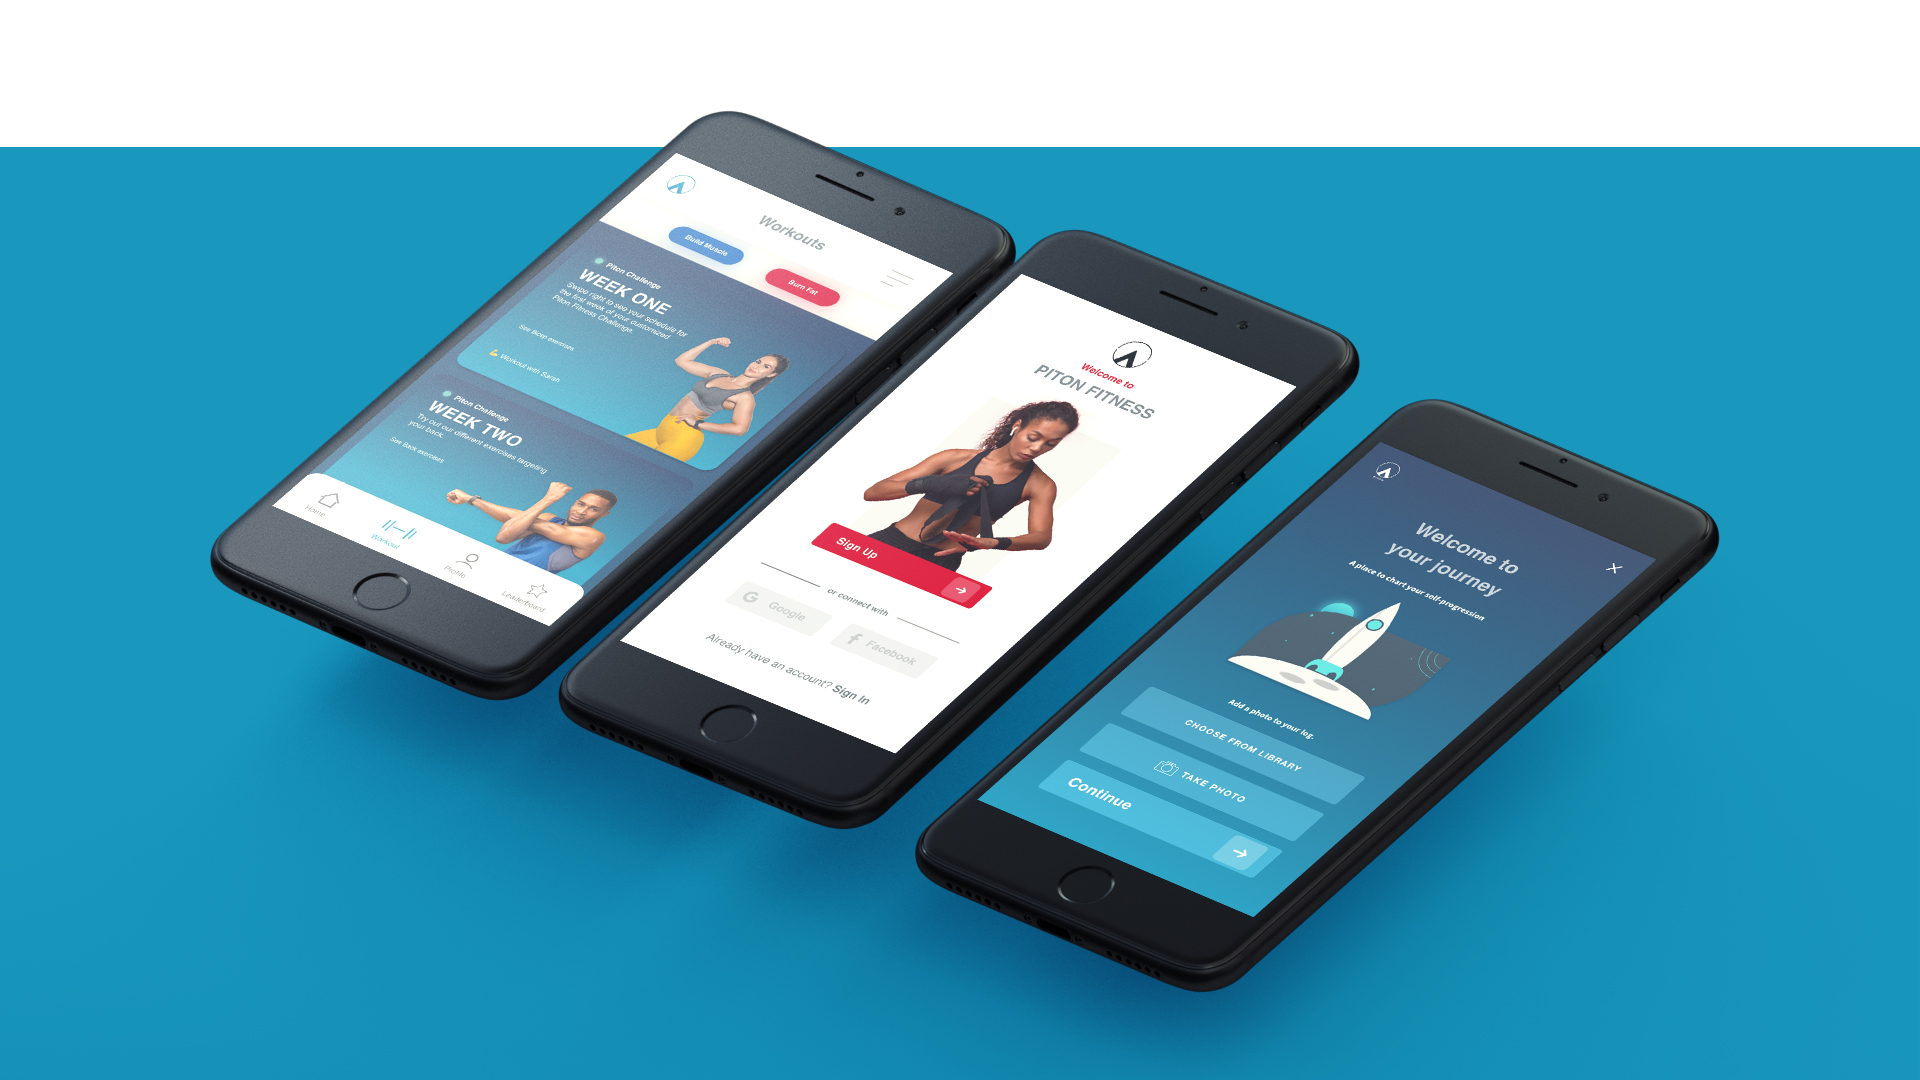 Workouts
Build Muscle
Burn Fat
Piton Challenge
WEEK ONE
Swipe right to see your schedule for
the first week of your customized
Piton Fitness Challenge.
See Bicep exercises
💪 Workout with Sarah
Piton Challenge
WEEK TWO
Try out our different exercises targeting
your back.
See Back exercises
Home
Workout
Profile
Leaderboard
Welcome to
PITON FITNESS
Sign Up
or connect with
Google
Facebook
Already have an account? Sign In
Welcome to
your journey
A place to chart your self-progression
Add a photo to your log.
CHOOSE FROM LIBRARY
TAKE PHOTO
Continue